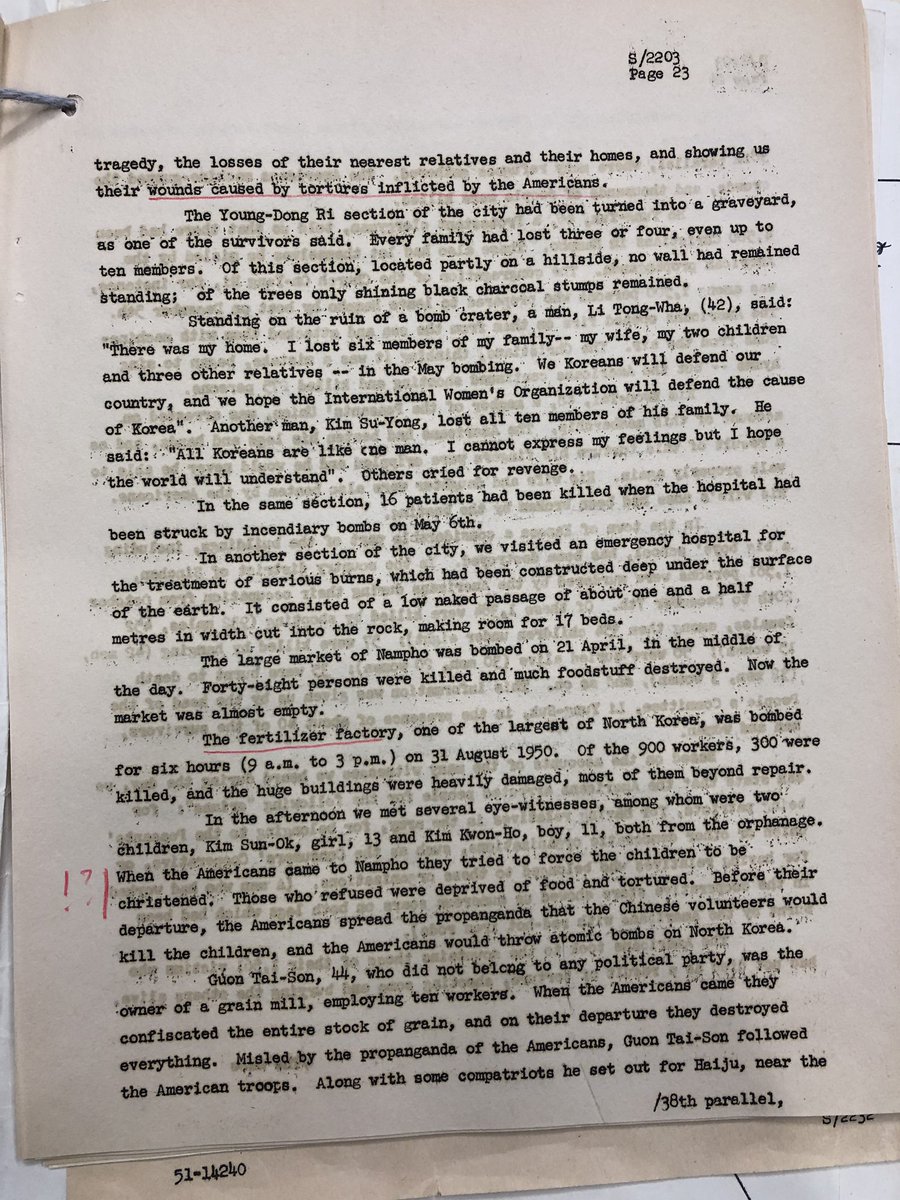 S/2203
Page 23
tragedy, the losses of their nearest relatives and their homes, and showing us
their wounds caused by tortures inflicted by the Americans.
The Young-Dong Ri section of the city had been turned into a graveyard,
as one of the survivors said. Every family had lost three or four, even up to
ten members. Of this section, located partly on a hillside, no wall had remained
standing; of the trees only shining black charcoal stumps remained.
Standing on the ruin of a bomb crater, a man, Li Tong-Wha, (42), said:
"There was my home. I lost six members of my family-- my wife, my two children
and three other relatives -- in the May bombing. We Koreans will defend our
country, and we hope the International Women's Organization will defend the cause
of Korea". Another man, Kim Su-Yong, lost all ten members of his family. He
said: "All Koreans are like one man. I cannot express my feelings but I hope
the world will understand". Others cried for revenge.
In the same section, 16 patients had been killed when the hospital had
been struck by incendiary bombs on May 6th.
In another section of the city, we visited an emergency hospital for
the treatment of serious burns, which had been constructed deep under the surface
of the earth. It consisted of a low naked passage of about one and a half
metres in width cut into the rock, making room for 17 beds.
The large market of Nampho was bombed on 21 April, in the middle of
the day. Forty-eight persons were killed and much foodstuff destroyed. Now the
market was almost empty.
The fertilizer factory, one of the largest of North Korea, was bombed
for six hours (9 a.m. to 3 p.m.) on 31 August 1950. Of the 900 workers, 300 were
killed, and the huge buildings were heavily damaged, most of them beyond repair.
In the afternoon we met several eye-witnesses, among whom were two
children, Kim Sun-Ok, girl, 13 and Kim Kwon-Ho, boy, 11, both from the orphanage.
When the Americans came to Nampho they tried to force the children to be
!?
christened. Those who refused were deprived of food and tortured. Before their
departure, the Americans spread the propanganda that the Chinese volunteers would
kill the children, and the Americans would throw atomic bombs on North Korea.
Guon Tai-Son, 44, who did not belong to any political party, was the
owner of a grain mill, employing ten workers. When the Americans came they
confiscated the entire stock of grain, and on their departure they destroyed
everything. Misled by the propaganda of the Americans, Guon Tai-Son followed
the American troops. Along with some compatriots he set out for Haiju, near the
/38th parallel,
51-14240